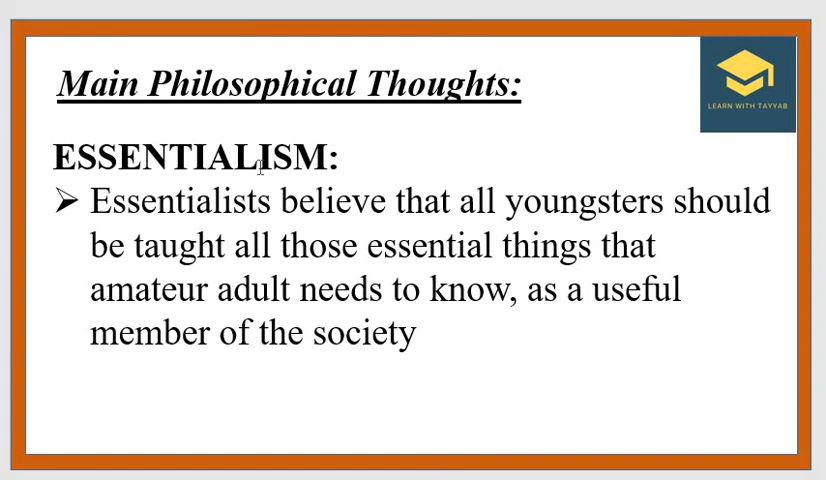 Main Philosophical Thoughts:
LEARN WITH TAYYAB
ESSENTIALISM:
➢ Essentialists believe that all youngsters should
be taught all those essential things that
amateur adult needs to know, as a useful
member of the society